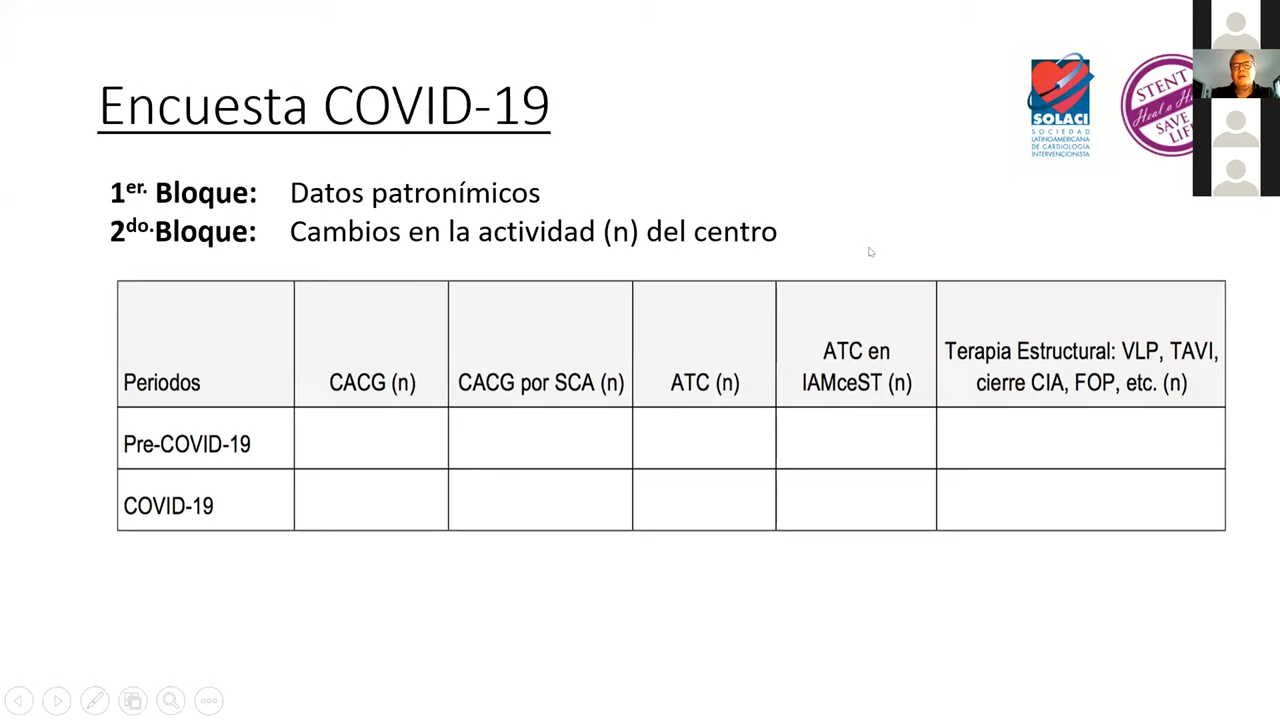 Encuesta COVID-19
SOLACI
SOCIEDAD
LATINOAMERICANA
DE CARDIOLOGÍA
INTERVENCIONISTA
STENT
SAVE
1er. Bloque: Datos patronímicos
2do.Bloque: Cambios en la actividad (n) del centro
Periodos CACG (n) CACG por SCA (n) ATC (n) ATC en IAMceST (n) Terapia Estructural: VLP, TAVI, cierre CIA, FOP, etc. (n)
Pre-COVID-19
COVID-19